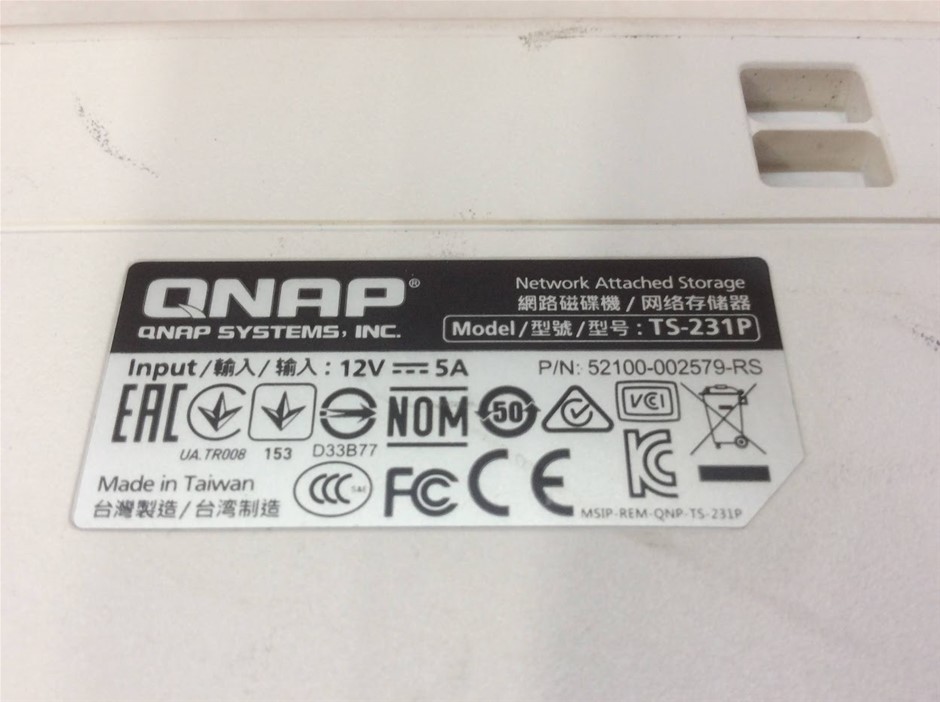 QNAP®
QNAP SYSTEMS, INC.
Network Attached Storage
網路磁碟機 / 网络存储器
Model / 型號 / 型号 : TS-231P
Input / 輸入 / 输入 : 12V ⎓ 5A
P/N: 52100-002579-RS
EAC
NOM
50
VCI
UA.TR008
153
D33B77
Made in Taiwan
台灣製造 / 台湾制造
CCC S&E
FC
CE
KC
MSIP-REM-QNP-TS-231P